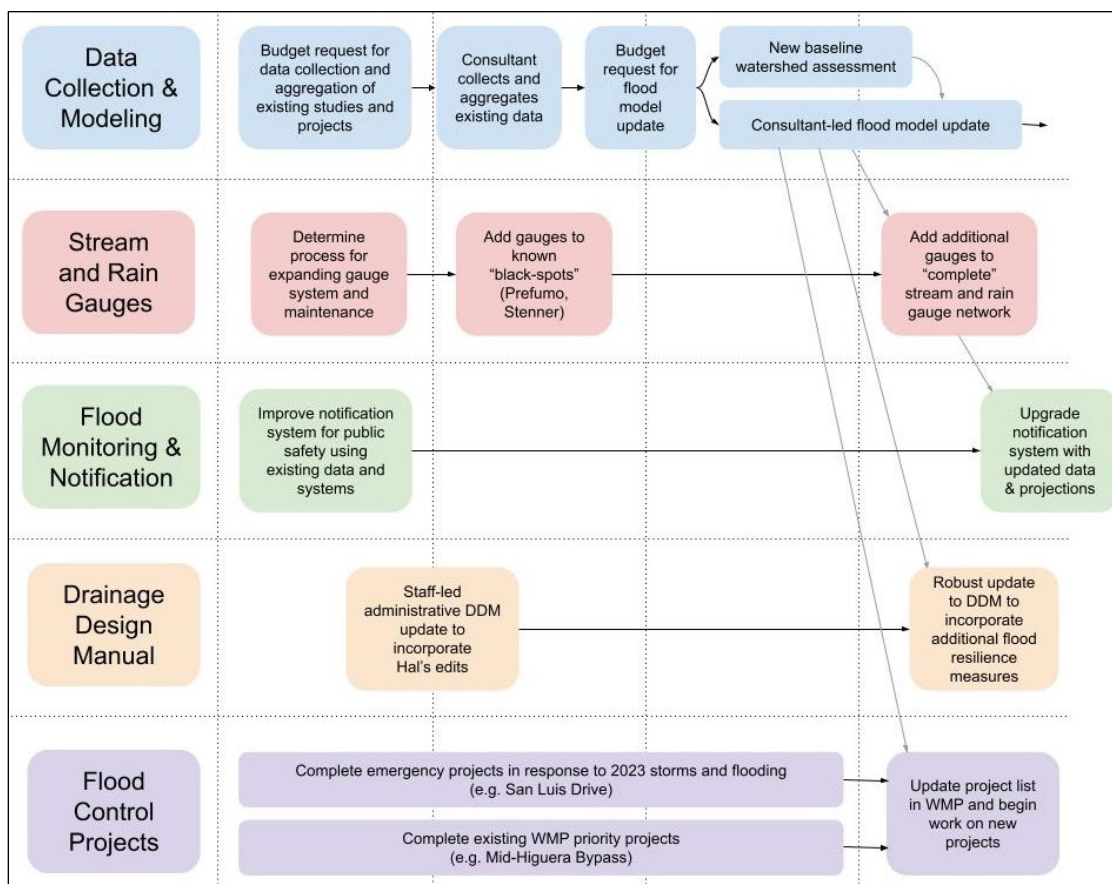 Data
Collection &
Modeling
Budget request for
data collection and
aggregation of
existing studies and
projects
Consultant
collects and
aggregates
existing data
Budget
request for
flood
model
update
New baseline
watershed assessment
Consultant-led flood model update
Stream
and Rain
Gauges
Determine
process for
expanding gauge
system and
maintenance
Add gauges to
known
“black-spots”
(Prefumo,
Stenner)
Add additional
gauges to
“complete”
stream and rain
gauge network
Flood
Monitoring &
Notification
Improve notification
system for public
safety using
existing data and
systems
Upgrade
notification
system with
updated data
& projections
Drainage
Design
Manual
Staff-led
administrative DDM
update to
incorporate
Hal’s edits
Robust update
to DDM to
incorporate
additional flood
resilience
measures
Flood
Control
Projects
Complete emergency projects in response to 2023 storms and flooding
(e.g. San Luis Drive)
Complete existing WMP priority projects
(e.g. Mid-Higuera Bypass)
Update project list
in WMP and begin
work on new
projects